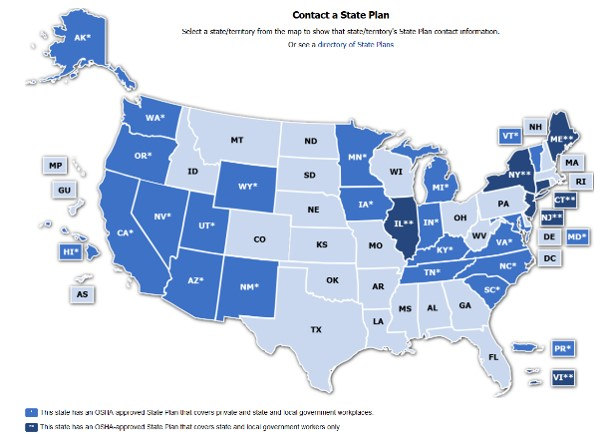 Contact a State Plan
Select a state/territory from the map to show that state/territory's State Plan contact information.
Or see a directory of State Plans
AK*
WA*
MT
ND
MN*
VT*
NH
ME**
OR*
ID
SD
WI
NY**
MA
MP
WY*
MI*
RI
GU
IA*
PA
CT**
NV*
NE
IL**
IN*
OH
NJ**
CA*
UT*
CO
KS
MO
WV
VA*
DE
MD*
HI*
KY*
DC
AZ*
NM*
OK
AR
TN*
NC*
AS
SC*
TX
LA
MS
AL
GA
FL
PR*
VI**
* This state has an OSHA-approved State Plan that covers private and state and local government workplaces.
** This state has an OSHA-approved State Plan that covers state and local government workers only